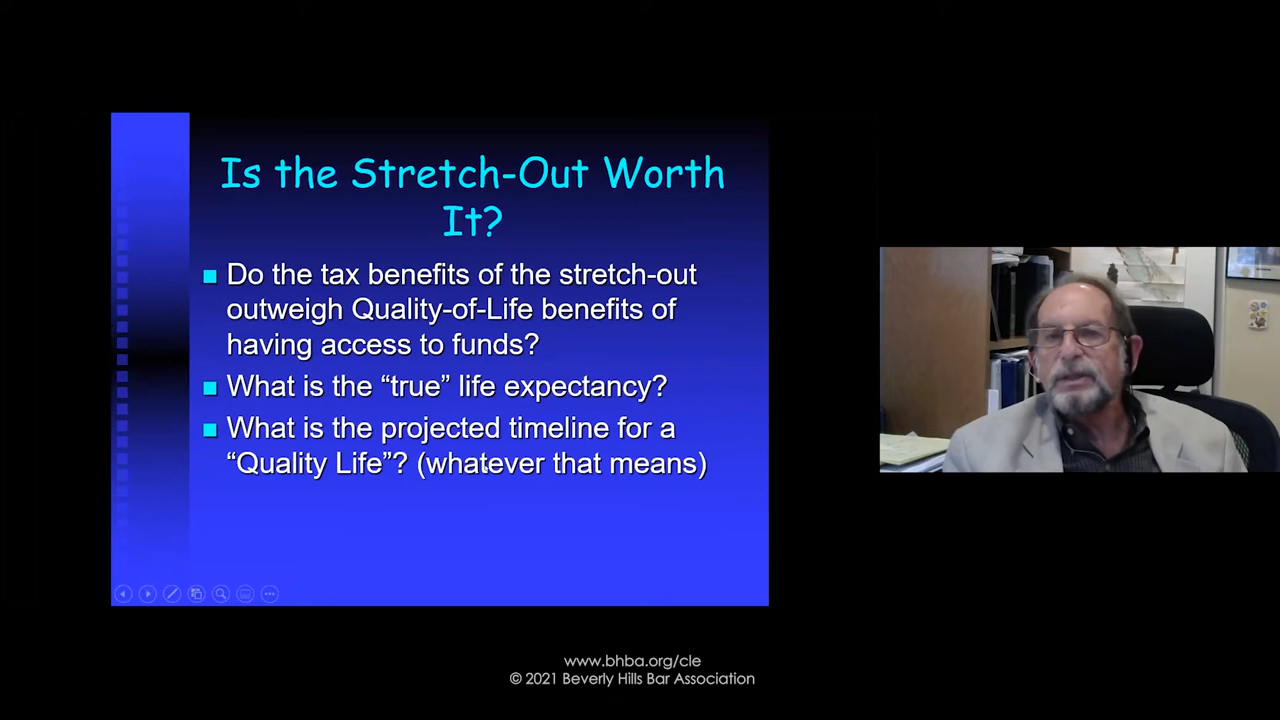 Is the Stretch-Out Worth
It?
Do the tax benefits of the stretch-out
outweigh Quality-of-Life benefits of
having access to funds?
What is the “true” life expectancy?
What is the projected timeline for a
“Quality Life”? (whatever that means)
www.bhba.org/cle
© 2021 Beverly Hills Bar Association